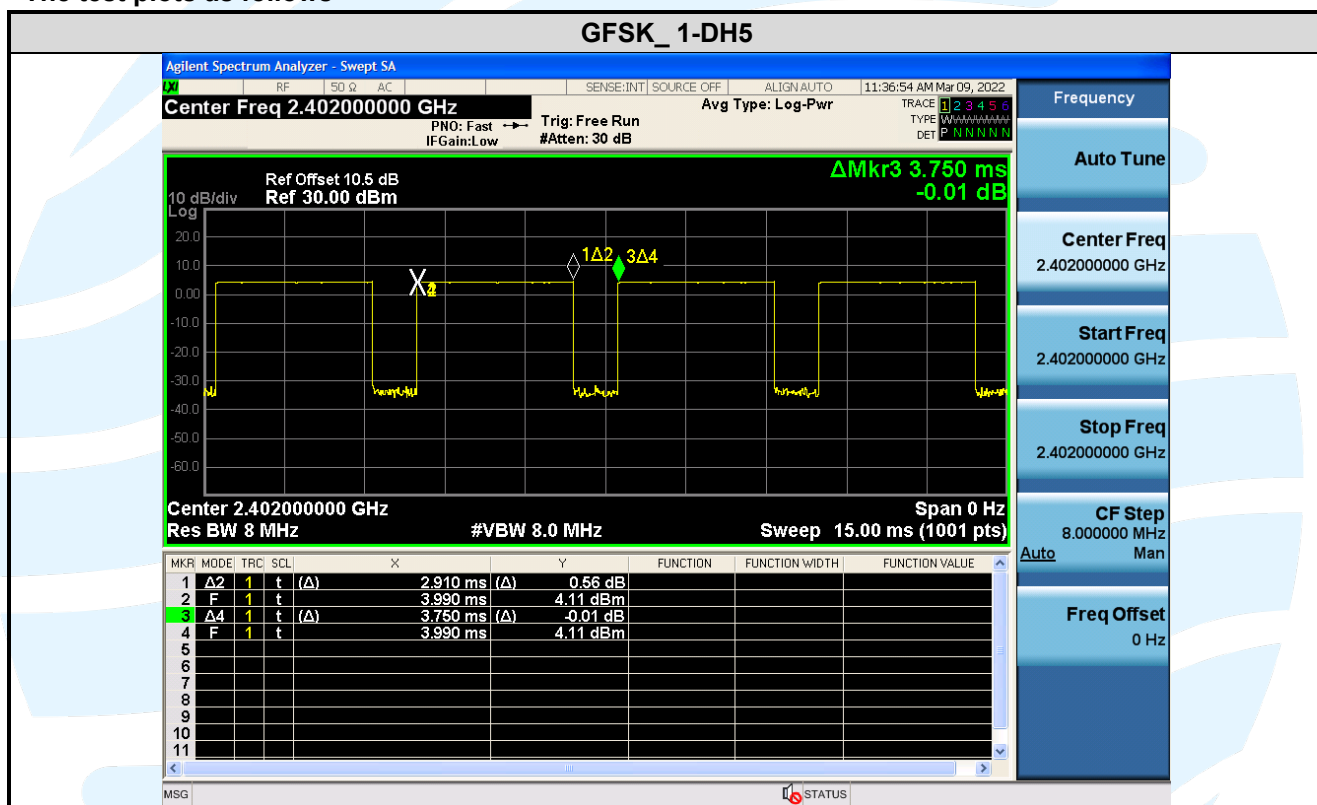 GFSK_ 1-DH5
Agilent Spectrum Analyzer - Swept SA
LXI RF 50 Ω AC SENSE:INT SOURCE OFF ALIGN AUTO 11:36:54 AM Mar 09, 2022
Center Freq 2.402000000 GHz
PNO: Fast
IFGain:Low
Trig: Free Run
#Atten: 30 dB
Avg Type: Log-Pwr
TRACE 1 2 3 4 5 6
TYPE
DET P N N N N N
ΔMkr3 3.750 ms
-0.01 dB
Ref Offset 10.5 dB
10 dB/div Ref 30.00 dBm
Log
20.0
10.0
0.00
-10.0
-20.0
-30.0
-40.0
-50.0
-60.0
1Δ2
3Δ4
Center 2.402000000 GHz Span 0 Hz
Res BW 8 MHz #VBW 8.0 MHz Sweep 15.00 ms (1001 pts)
MKR MODE TRC SCL X Y FUNCTION FUNCTION WIDTH FUNCTION VALUE
1 Δ2 1 t (Δ) 2.910 ms (Δ) 0.56 dB
2 F 1 t 3.990 ms 4.11 dBm
3 Δ4 1 t (Δ) 3.750 ms (Δ) -0.01 dB
4 F 1 t 3.990 ms 4.11 dBm
5
6
7
8
9
10
11
MSG STATUS
Frequency
Auto Tune
Center Freq
2.402000000 GHz
Start Freq
2.402000000 GHz
Stop Freq
2.402000000 GHz
CF Step
8.000000 MHz
Auto Man
Freq Offset
0 Hz